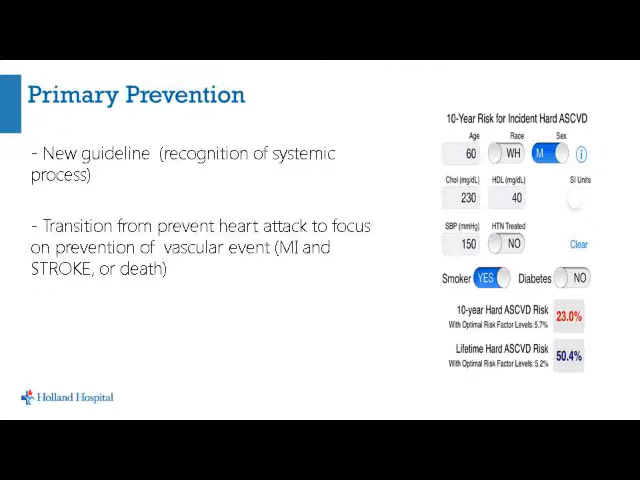 Primary Prevention
- New guideline (recognition of systemic
process)
- Transition from prevent heart attack to focus
on prevention of vascular event (MI and
STROKE, or death)
10-Year Risk for Incident Hard ASCVD
Age Race Sex
60 WH M i
Chol (mg/dL) HDL (mg/dL) SI Units
230 40
SBP (mmHg) HTN Treated
150 NO Clear
Smoker YES Diabetes NO
10-year Hard ASCVD Risk
With Optimal Risk Factor Levels: 5.7%
23.0%
Lifetime Hard ASCVD Risk
With Optimal Risk Factor Levels: 5.2%
50.4%
Holland Hospital